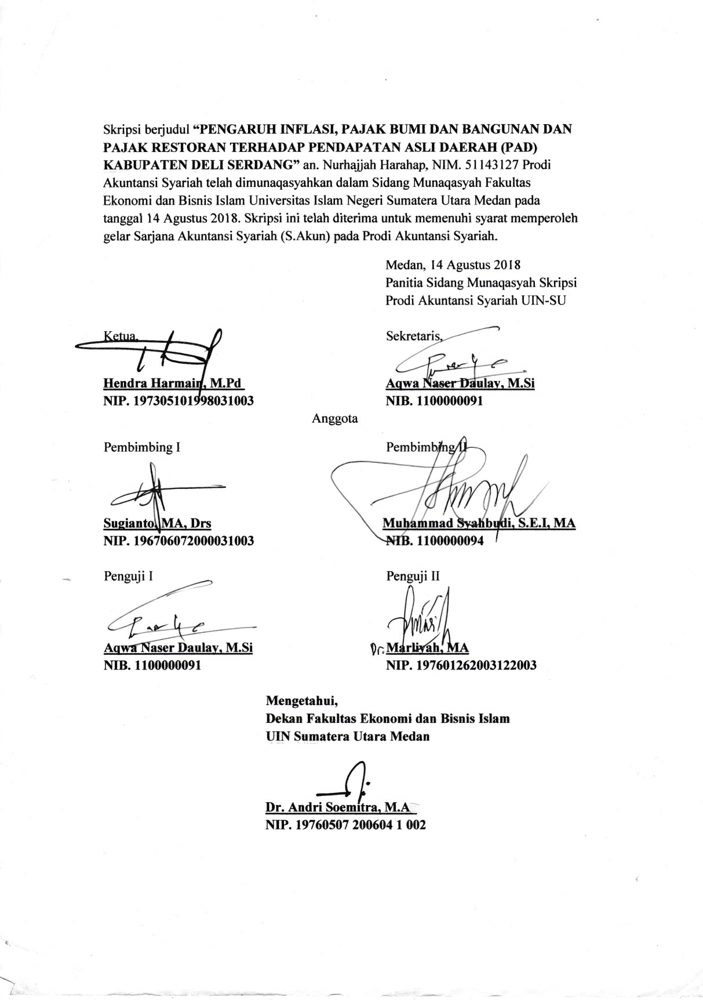 Skripsi berjudul “PENGARUH INFLASI, PAJAK BUMI DAN BANGUNAN DAN
PAJAK RESTORAN TERHADAP PENDAPATAN ASLI DAERAH (PAD)
KABUPATEN DELI SERDANG” an. Nurhajjah Harahap, NIM. 51143127 Prodi
Akuntansi Syariah telah dimunaqasyahkan dalam Sidang Munaqasyah Fakultas
Ekonomi dan Bisnis Islam Universitas Islam Negeri Sumatera Utara Medan pada
tanggal 14 Agustus 2018. Skripsi ini telah diterima untuk memenuhi syarat memperoleh
gelar Sarjana Akuntansi Syariah (S.Akun) pada Prodi Akuntansi Syariah.
Medan, 14 Agustus 2018
Panitia Sidang Munaqasyah Skripsi
Prodi Akuntansi Syariah UIN-SU
Ketua,
Sekretaris,
Hendra Harmain, M.Pd
Aqwa Naser Daulay, M.Si
NIP. 197305101998031003
NIB. 1100000091
Anggota
Pembimbing I
Pembimbing II
Sugianto, MA, Drs
Muhammad Syahbudi, S.E.I, MA
NIP. 196706072000031003
NIB. 1100000094
Penguji I
Penguji II
Aqwa Naser Daulay, M.Si
Dr. Marliyah, MA
NIB. 1100000091
NIP. 197601262003122003
Mengetahui,
Dekan Fakultas Ekonomi dan Bisnis Islam
UIN Sumatera Utara Medan
Dr. Andri Soemitra, M.A
NIP. 19760507 200604 1 002